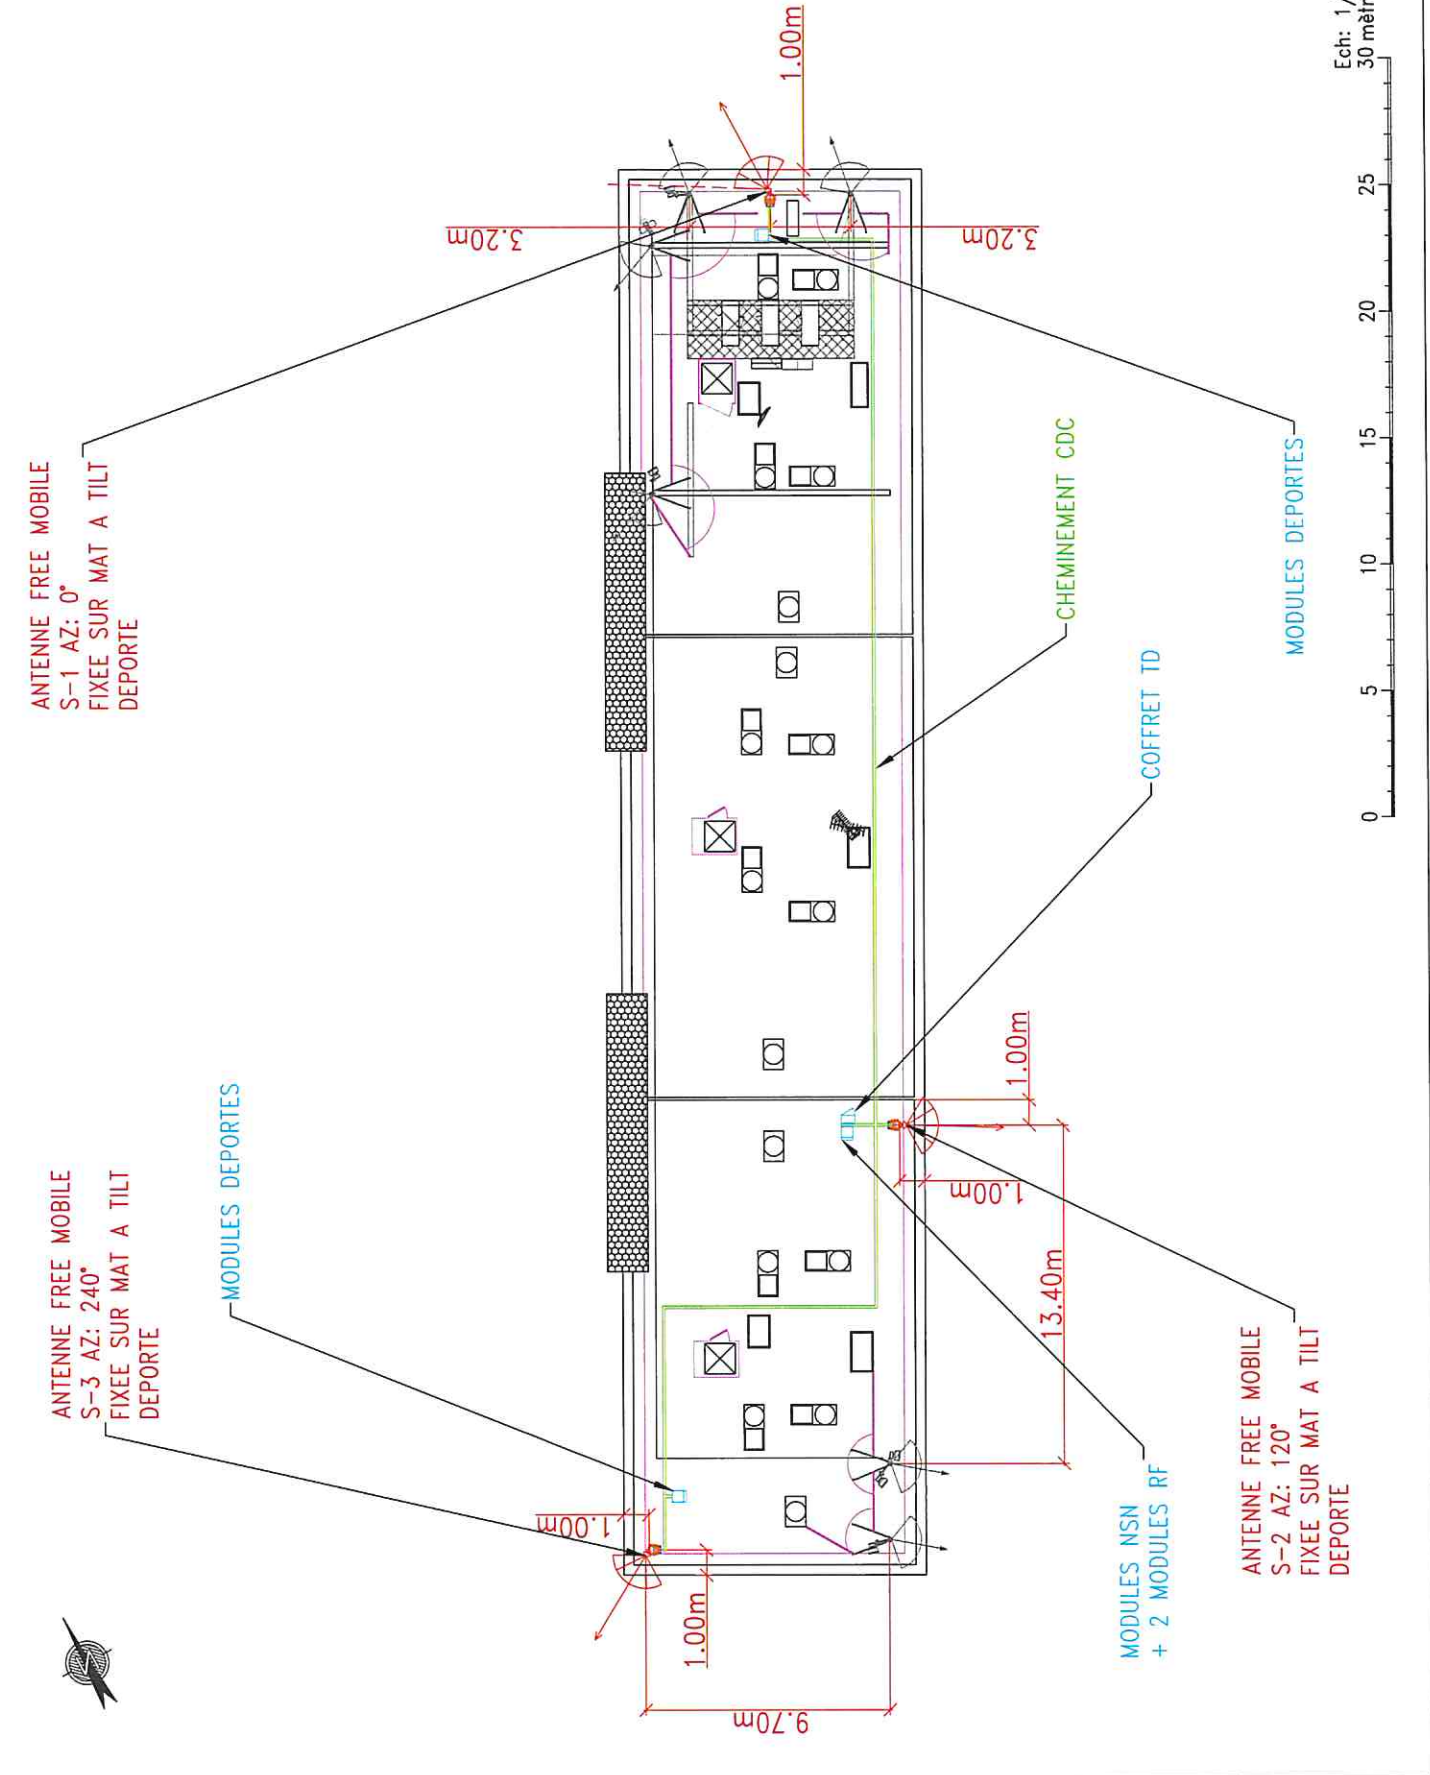 ANTENNE FREE MOBILE
S-3 AZ: 240°
FIXEE SUR MAT A TILT
DEPORTE
MODULES DEPORTES
ANTENNE FREE MOBILE
S-1 AZ: 0°
FIXEE SUR MAT A TILT
DEPORTE
1.00m
3.20m
3.20m
1.00m
1.00m
9.70m
1.00m
1.00m
13.40m
CHEMINEMENT CDC
COFFRET TD
MODULES DEPORTES
MODULES NSN
+ 2 MODULES RF
ANTENNE FREE MOBILE
S-2 AZ: 120°
FIXEE SUR MAT A TILT
DEPORTE
Ech: 1/
0 5 10 15 20 25 30